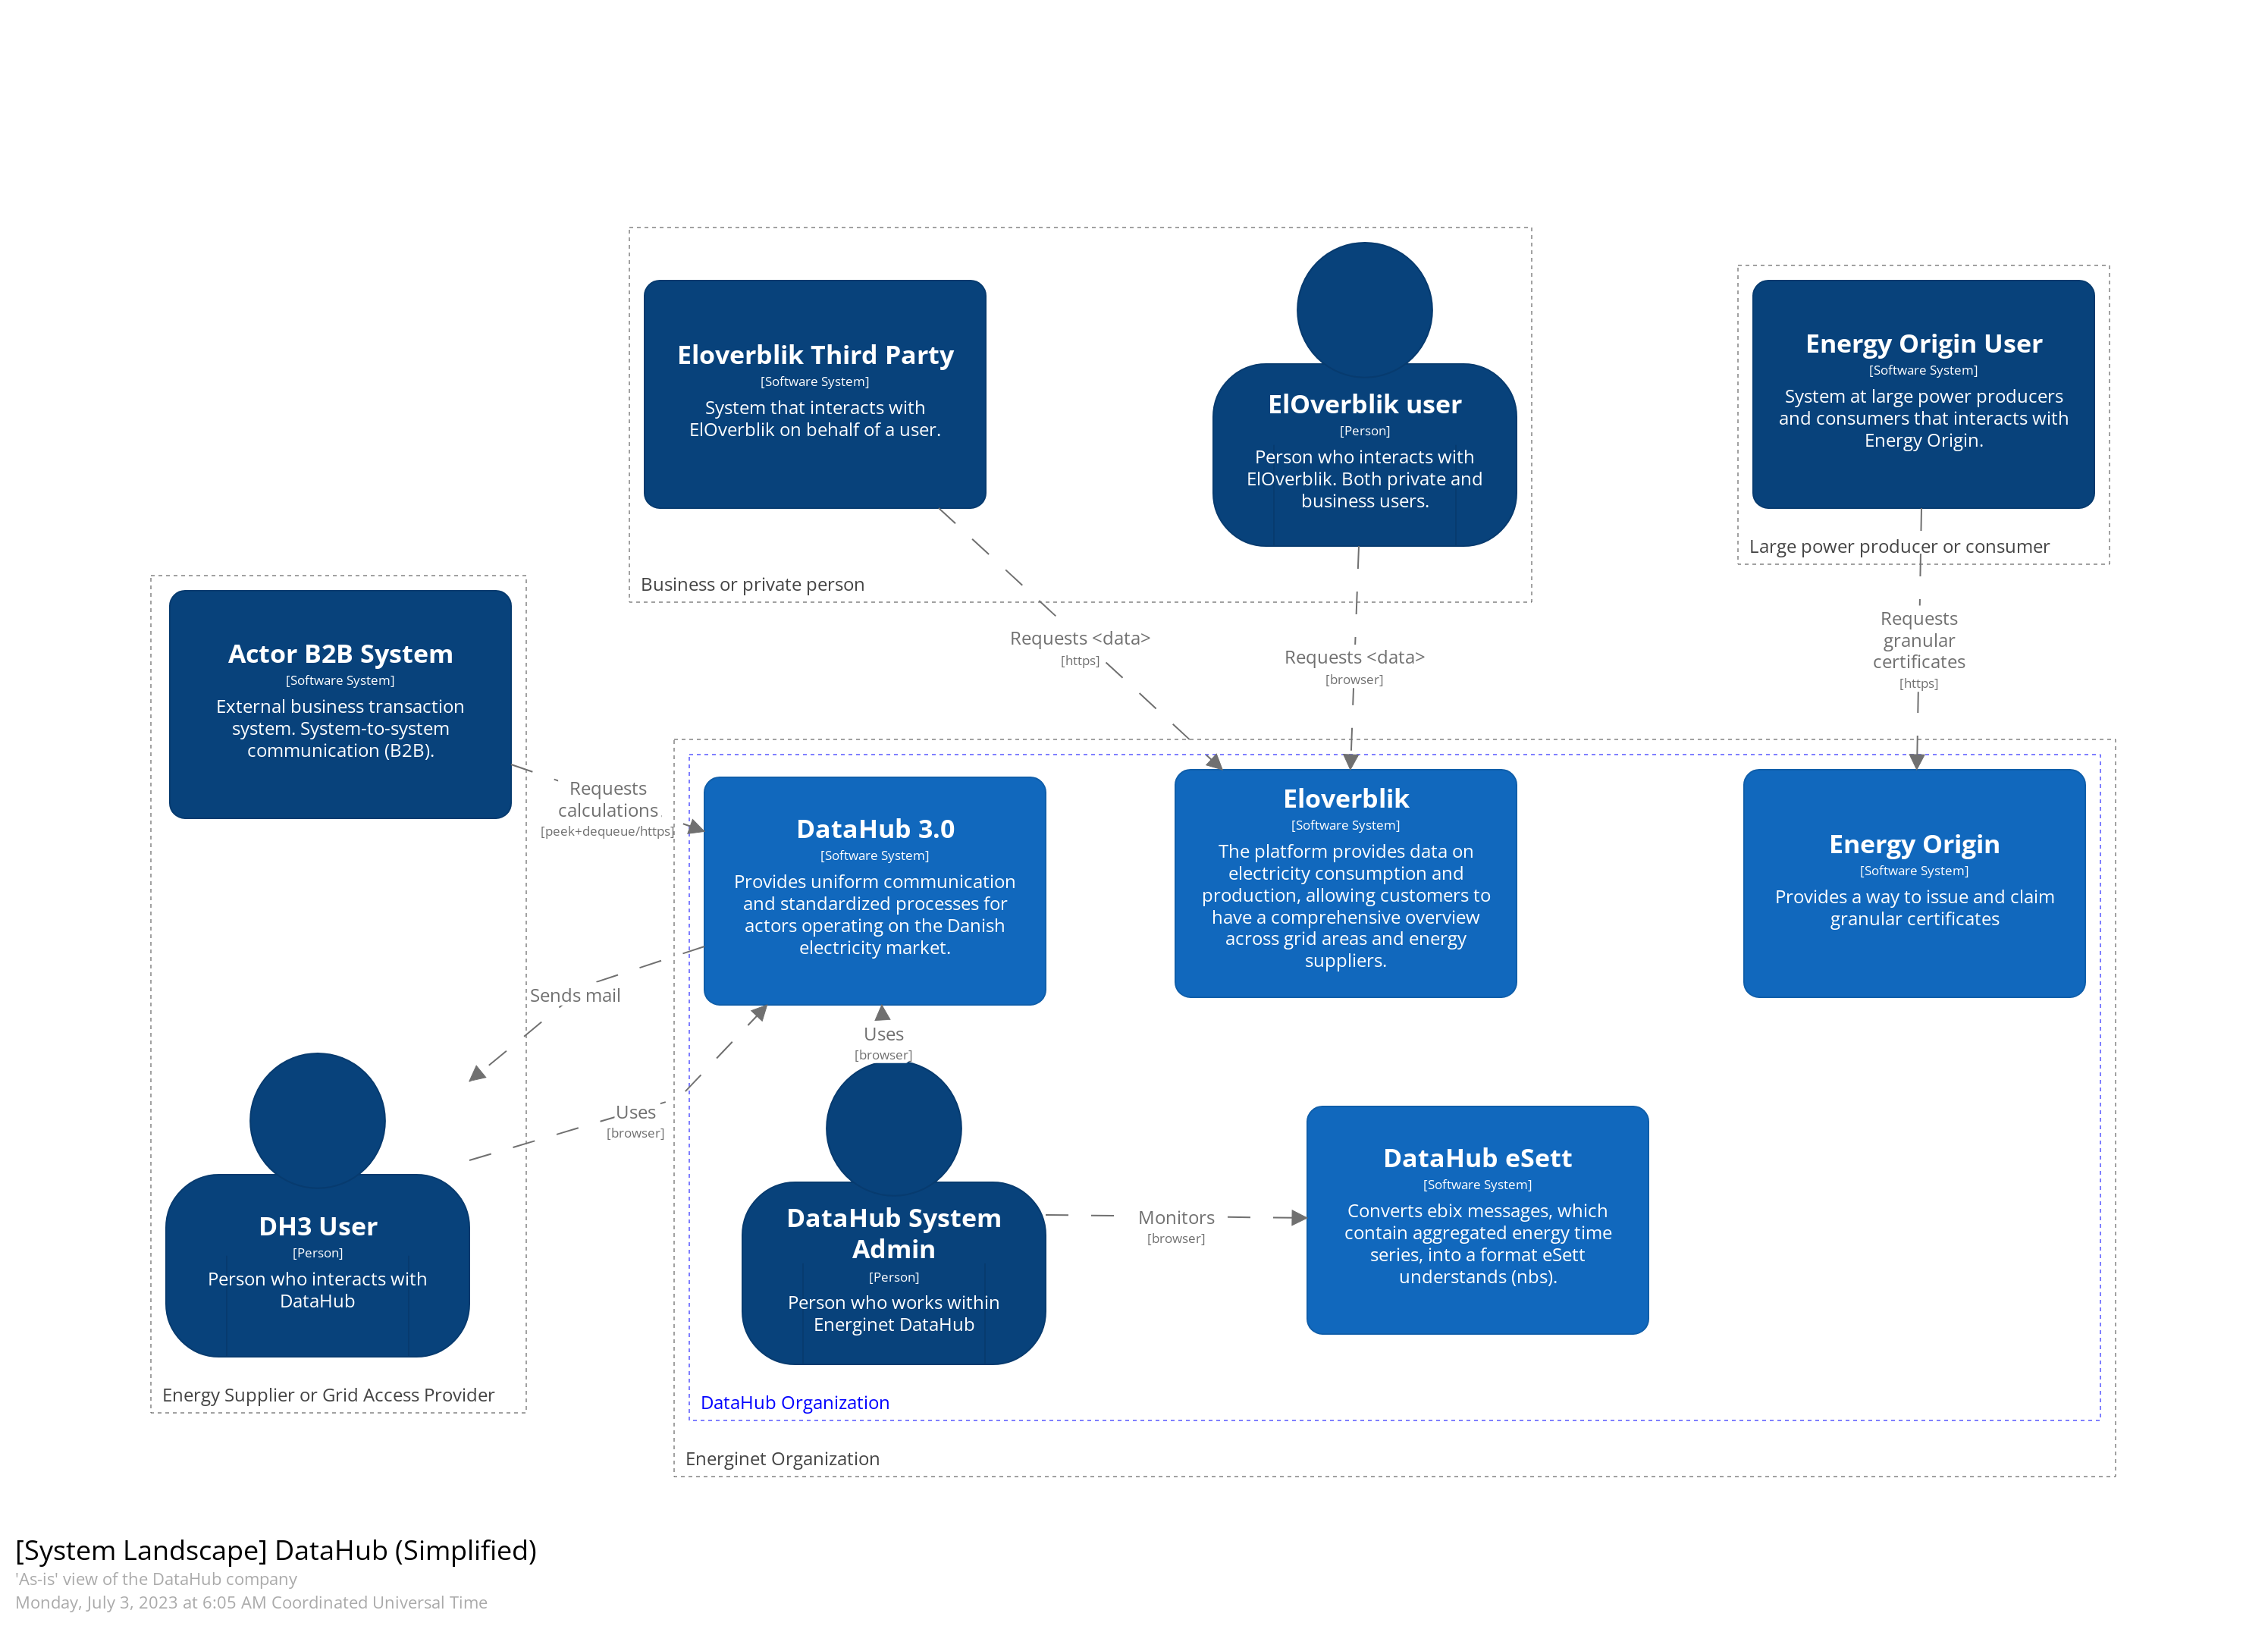 Eloverblik Third Party
[Software System]
System that interacts with
ElOverblik on behalf of a user.
ElOverblik user
[Person]
Person who interacts with
ElOverblik. Both private and
business users.
Business or private person
Energy Origin User
[Software System]
System at large power producers
and consumers that interacts with
Energy Origin.
Large power producer or consumer
Actor B2B System
[Software System]
External business transaction
system. System-to-system
communication (B2B).
Requests <data>
[https]
Requests <data>
[browser]
Requests
granular
certificates
[https]
Requests
calculations
[peek+dequeue/https]
DataHub 3.0
[Software System]
Provides uniform communication
and standardized processes for
actors operating on the Danish
electricity market.
Eloverblik
[Software System]
The platform provides data on
electricity consumption and
production, allowing customers to
have a comprehensive overview
across grid areas and energy
suppliers.
Energy Origin
[Software System]
Provides a way to issue and claim
granular certificates
Sends mail
Uses
[browser]
Uses
[browser]
DH3 User
[Person]
Person who interacts with
DataHub
Energy Supplier or Grid Access Provider
DataHub System
Admin
[Person]
Person who works within
Energinet DataHub
Monitors
[browser]
DataHub eSett
[Software System]
Converts ebix messages, which
contain aggregated energy time
series, into a format eSett
understands (nbs).
DataHub Organization
Energinet Organization
[System Landscape] DataHub (Simplified)
'As-is' view of the DataHub company
Monday, July 3, 2023 at 6:05 AM Coordinated Universal Time